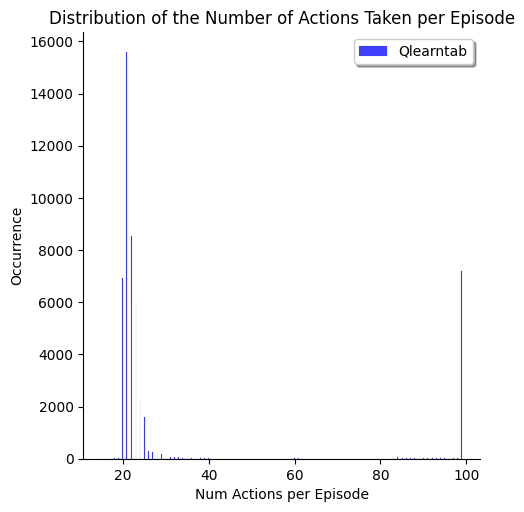 Distribution of the Number of Actions Taken per Episode
Qlearntab
16000
14000
12000
10000
8000
6000
4000
2000
0
Occurrence
20 40 60 80 100
Num Actions per Episode